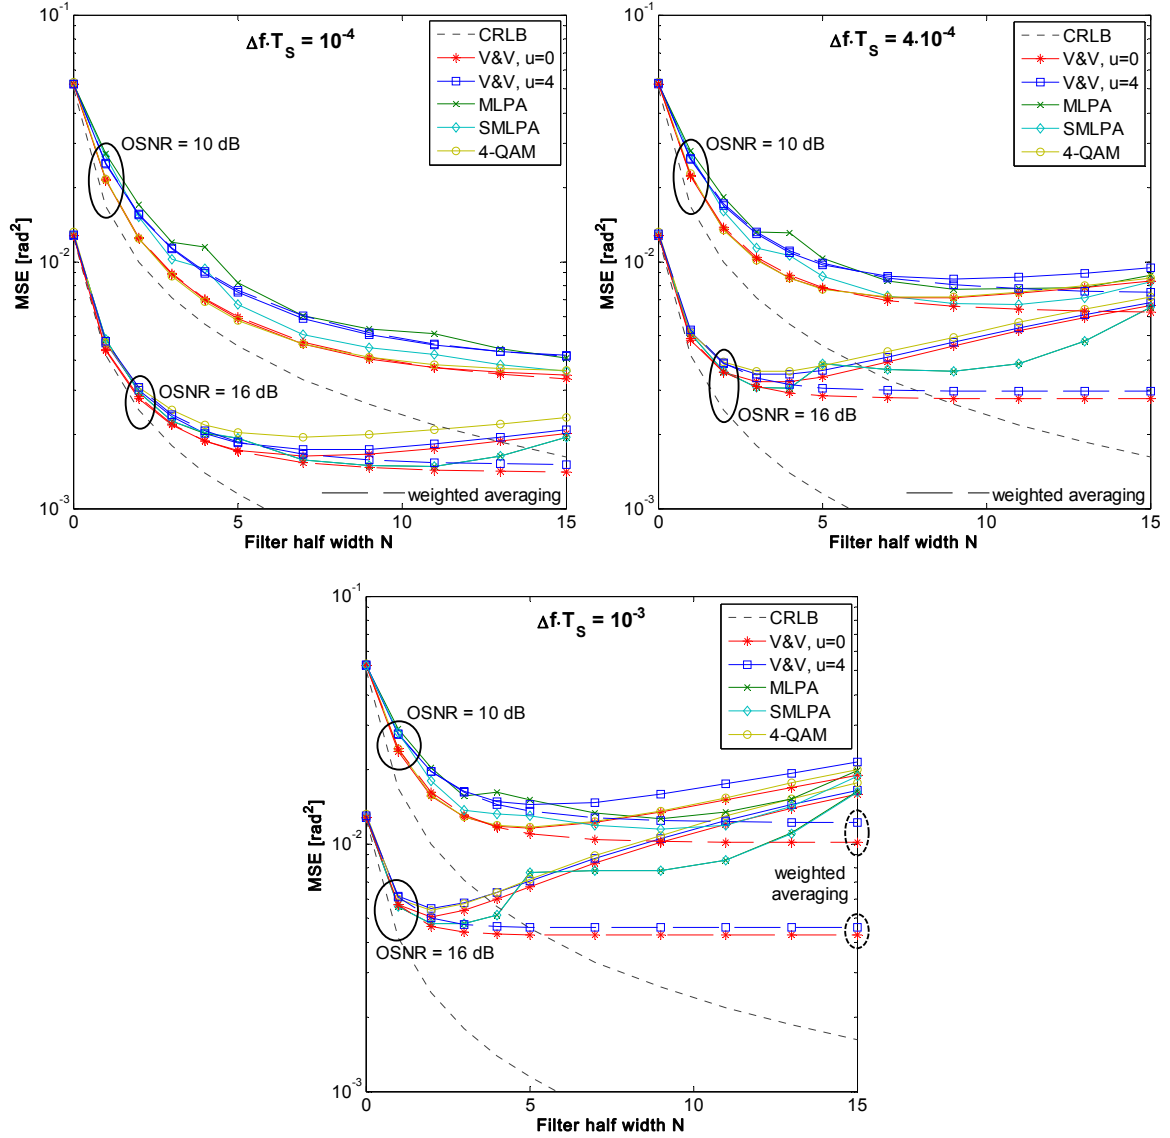 Δf·T_S = 10^-4
CRLB
V&V, u=0
V&V, u=4
MLPA
SMLPA
4-QAM
OSNR = 10 dB
OSNR = 16 dB
weighted averaging
MSE [rad^2]
10^-1
10^-2
10^-3
0
5
10
15
Filter half width N
Δf·T_S = 4·10^-4
CRLB
V&V, u=0
V&V, u=4
MLPA
SMLPA
4-QAM
OSNR = 10 dB
OSNR = 16 dB
weighted averaging
MSE [rad^2]
10^-1
10^-2
10^-3
0
5
10
15
Filter half width N
Δf·T_S = 10^-3
CRLB
V&V, u=0
V&V, u=4
MLPA
SMLPA
4-QAM
OSNR = 10 dB
weighted
averaging
OSNR = 16 dB
MSE [rad^2]
10^-1
10^-2
10^-3
0
5
10
15
Filter half width N